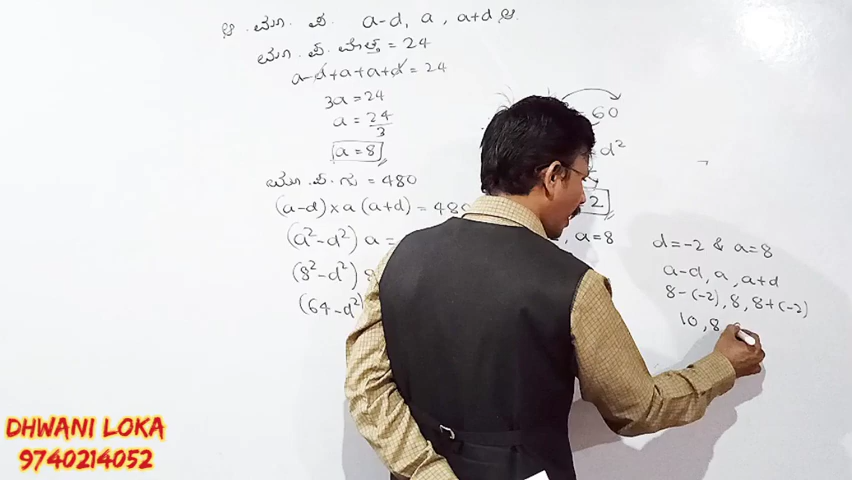 ಆ. ಮೂ. ಪ. a-d, a, a+d ಆ.
ಮೂ. ಪ. ಮೊತ್ತ = 24
a-d+a+a+d = 24
3a = 24
a = 24/3
a = 8
ಮೂ. ಪ. ಗು = 480
(a-d) × a (a+d) = 480
(a²-d²) a =
(8²-d²) 8
(64-d²)
60
= d²
2
, a=8
d=-2 & a=8
a-d, a, a+d
8-(-2), 8, 8+(-2)
10, 8
DHWANI LOKA
9740214052